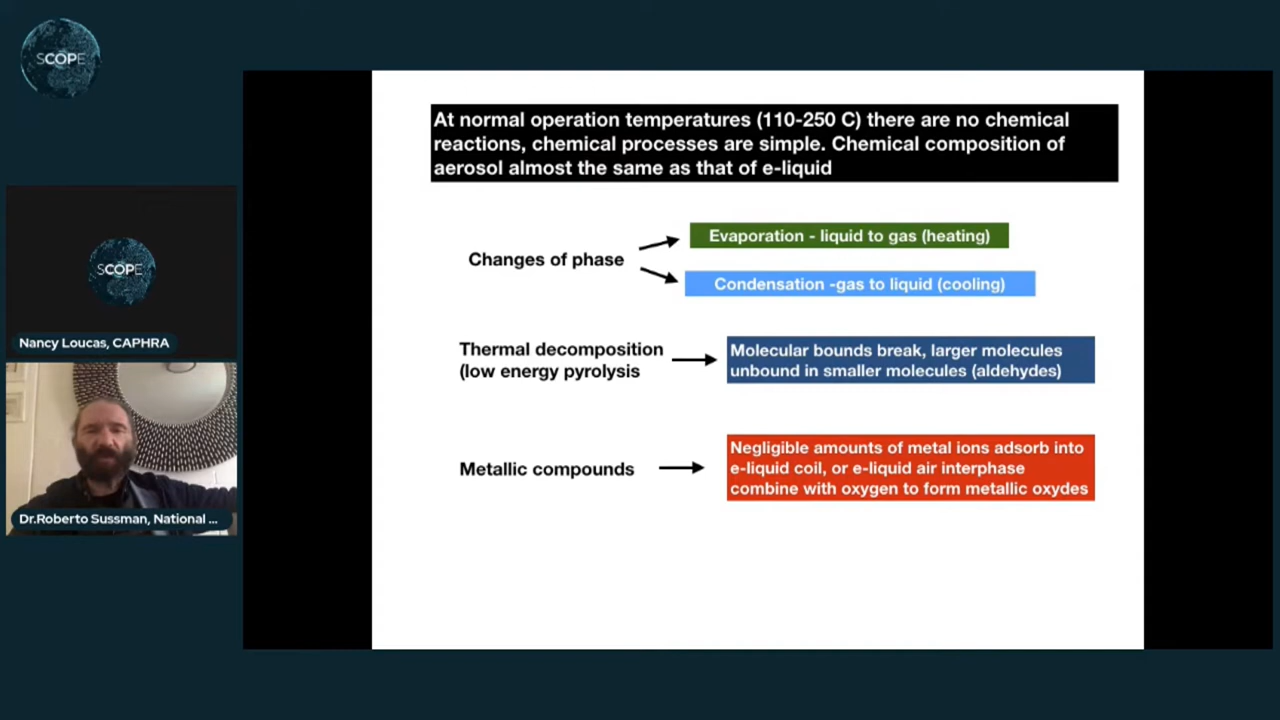 SCOPE
At normal operation temperatures (110-250 C) there are no chemical
reactions, chemical processes are simple. Chemical composition of
aerosol almost the same as that of e-liquid
Changes of phase
Evaporation - liquid to gas (heating)
Condensation -gas to liquid (cooling)
Thermal decomposition
(low energy pyrolysis
Molecular bounds break, larger molecules
unbound in smaller molecules (aldehydes)
Metallic compounds
Negligible amounts of metal ions adsorb into
e-liquid coil, or e-liquid air interphase
combine with oxygen to form metallic oxydes
SCOPE
Nancy Loucas, CAPHRA
Dr.Roberto Sussman, National ...